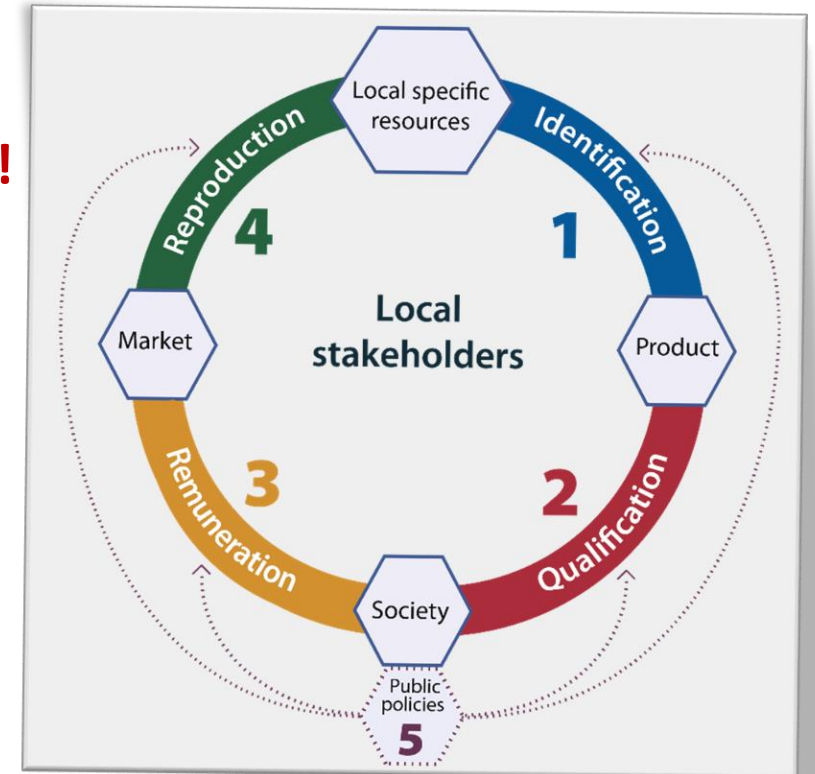 !
Local specific
resources
Identification
1
Product
2
Qualification
Society
3
Remuneration
Market
4
Reproduction
Local
stakeholders
Public
policies
5